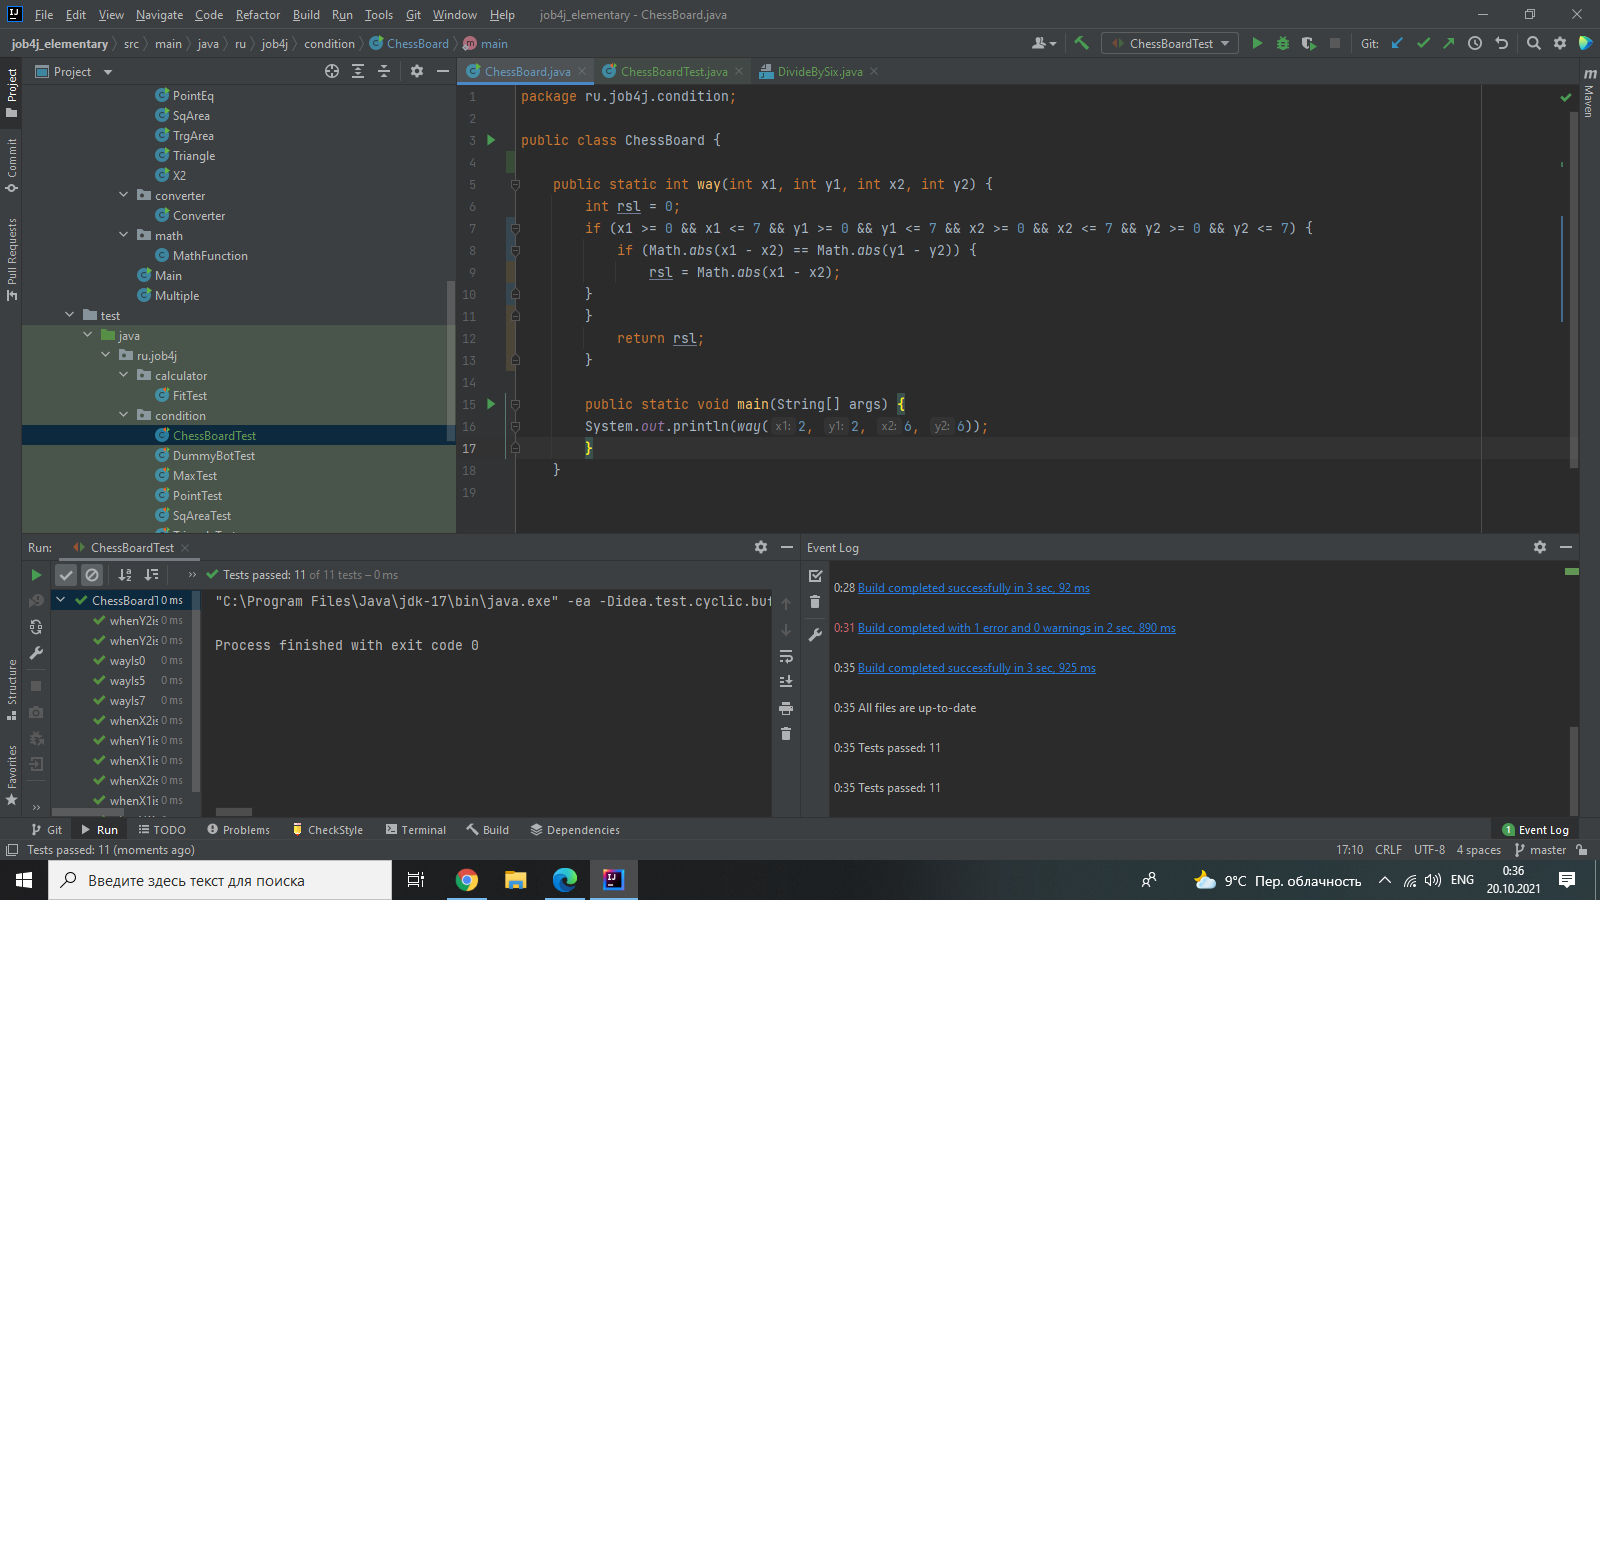 File Edit View Navigate Code Refactor Build Run Tools Git Window Help job4j_elementary - ChessBoard.java
job4j_elementary src main java ru job4j condition ChessBoard main
ChessBoardTest Git:
Project
Project
Commit
Pull Requests
Structure
Favorites
PointEq
SqArea
TrgArea
Triangle
X2
converter
Converter
math
MathFunction
Main
Multiple
test
java
ru.job4j
calculator
FitTest
condition
ChessBoardTest
DummyBotTest
MaxTest
PointTest
SqAreaTest
ChessBoard.java ChessBoardTest.java DivideBySix.java
Maven
1 package ru.job4j.condition;
2
3 public class ChessBoard {
4
5 public static int way(int x1, int y1, int x2, int y2) {
6 int rsl = 0;
7 if (x1 >= 0 && x1 <= 7 && y1 >= 0 && y1 <= 7 && x2 >= 0 && x2 <= 7 && y2 >= 0 && y2 <= 7) {
8 if (Math.abs(x1 - x2) == Math.abs(y1 - y2)) {
9 rsl = Math.abs(x1 - x2);
10 }
11 }
12 return rsl;
13 }
14
15 public static void main(String[] args) {
16 System.out.println(way( x1: 2, y1: 2, x2: 6, y2: 6));
17 }
18 }
19
Run: ChessBoardTest
Tests passed: 11 of 11 tests – 0 ms
ChessBoardT 0 ms
whenY2is 0 ms
whenY2is 0 ms
wayIs0 0 ms
wayIs5 0 ms
wayIs7 0 ms
whenX2is 0 ms
whenY1is 0 ms
whenX1is 0 ms
whenX2is 0 ms
whenX1is 0 ms
"C:\Program Files\Java\jdk-17\bin\java.exe" -ea -Didea.test.cyclic.buf
Process finished with exit code 0
Event Log
0:28 Build completed successfully in 3 sec, 92 ms
0:31 Build completed with 1 error and 0 warnings in 2 sec, 890 ms
0:35 Build completed successfully in 3 sec, 925 ms
0:35 All files are up-to-date
0:35 Tests passed: 11
0:35 Tests passed: 11
Git Run TODO Problems CheckStyle Terminal Build Dependencies 1 Event Log
Tests passed: 11 (moments ago) 17:10 CRLF UTF-8 4 spaces master
Введите здесь текст для поиска
9°C Пер. облачность ENG
0:36
20.10.2021